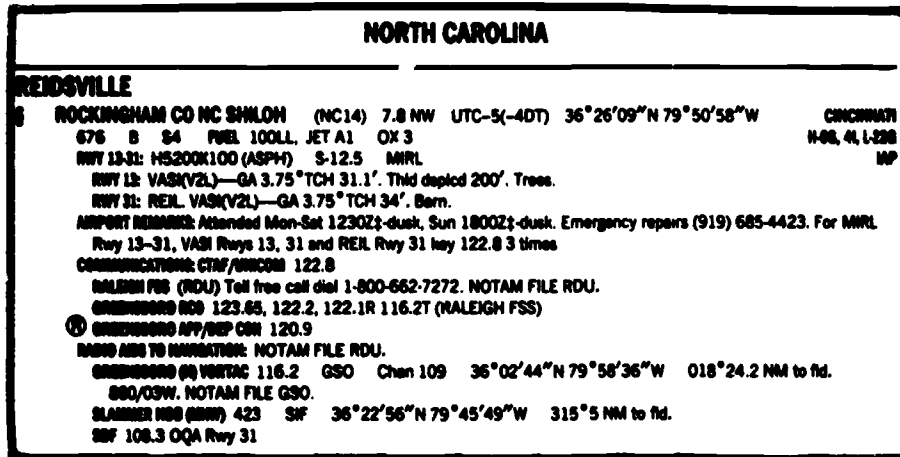 NORTH CAROLINA
REIDSVILLE
§ ROCKINGHAM CO NC SHILOH (NC14) 7.8 NW UTC–5(–4DT) 36°26′09″N 79°50′58″W CINCINNATI
676 B S4 FUEL 100LL, JET A1 OX 3 H-6G, 4I, L-22G
RWY 13-31: H5200X100 (ASPH) S-12.5 MIRL IAP
RWY 13: VASI(V2L)—GA 3.75°TCH 31.1′. Thld dsplcd 200′. Trees.
RWY 31: REIL. VASI(V2L)—GA 3.75°TCH 34′. Barn.
AIRPORT REMARKS: Attended Mon-Sat 1230Z‡-dusk, Sun 1800Z‡-dusk. Emergency repairs (919) 685-4423. For MIRL
Rwy 13–31, VASI Rwys 13, 31 and REIL Rwy 31 key 122.8 3 times
COMMUNICATIONS: CTAF/UNICOM 122.8
RALEIGH FSS (RDU) Toll free call dial 1-800-662-7272. NOTAM FILE RDU.
GREENSBORO RCO 123.65, 122.2, 122.1R 116.2T (RALEIGH FSS)
Ⓡ GREENSBORO APP/DEP CON 120.9
RADIO AIDS TO NAVIGATION: NOTAM FILE RDU.
GREENSBORO (H) VORTAC 116.2 GSO Chan 109 36°02′44″N 79°58′36″W 018°24.2 NM to fld.
880/03W. NOTAM FILE GSO.
SLAMMER NDB (MHW) 423 SIF 36°22′56″N 79°45′49″W 315°5 NM to fld.
SDF 108.3 OQA Rwy 31